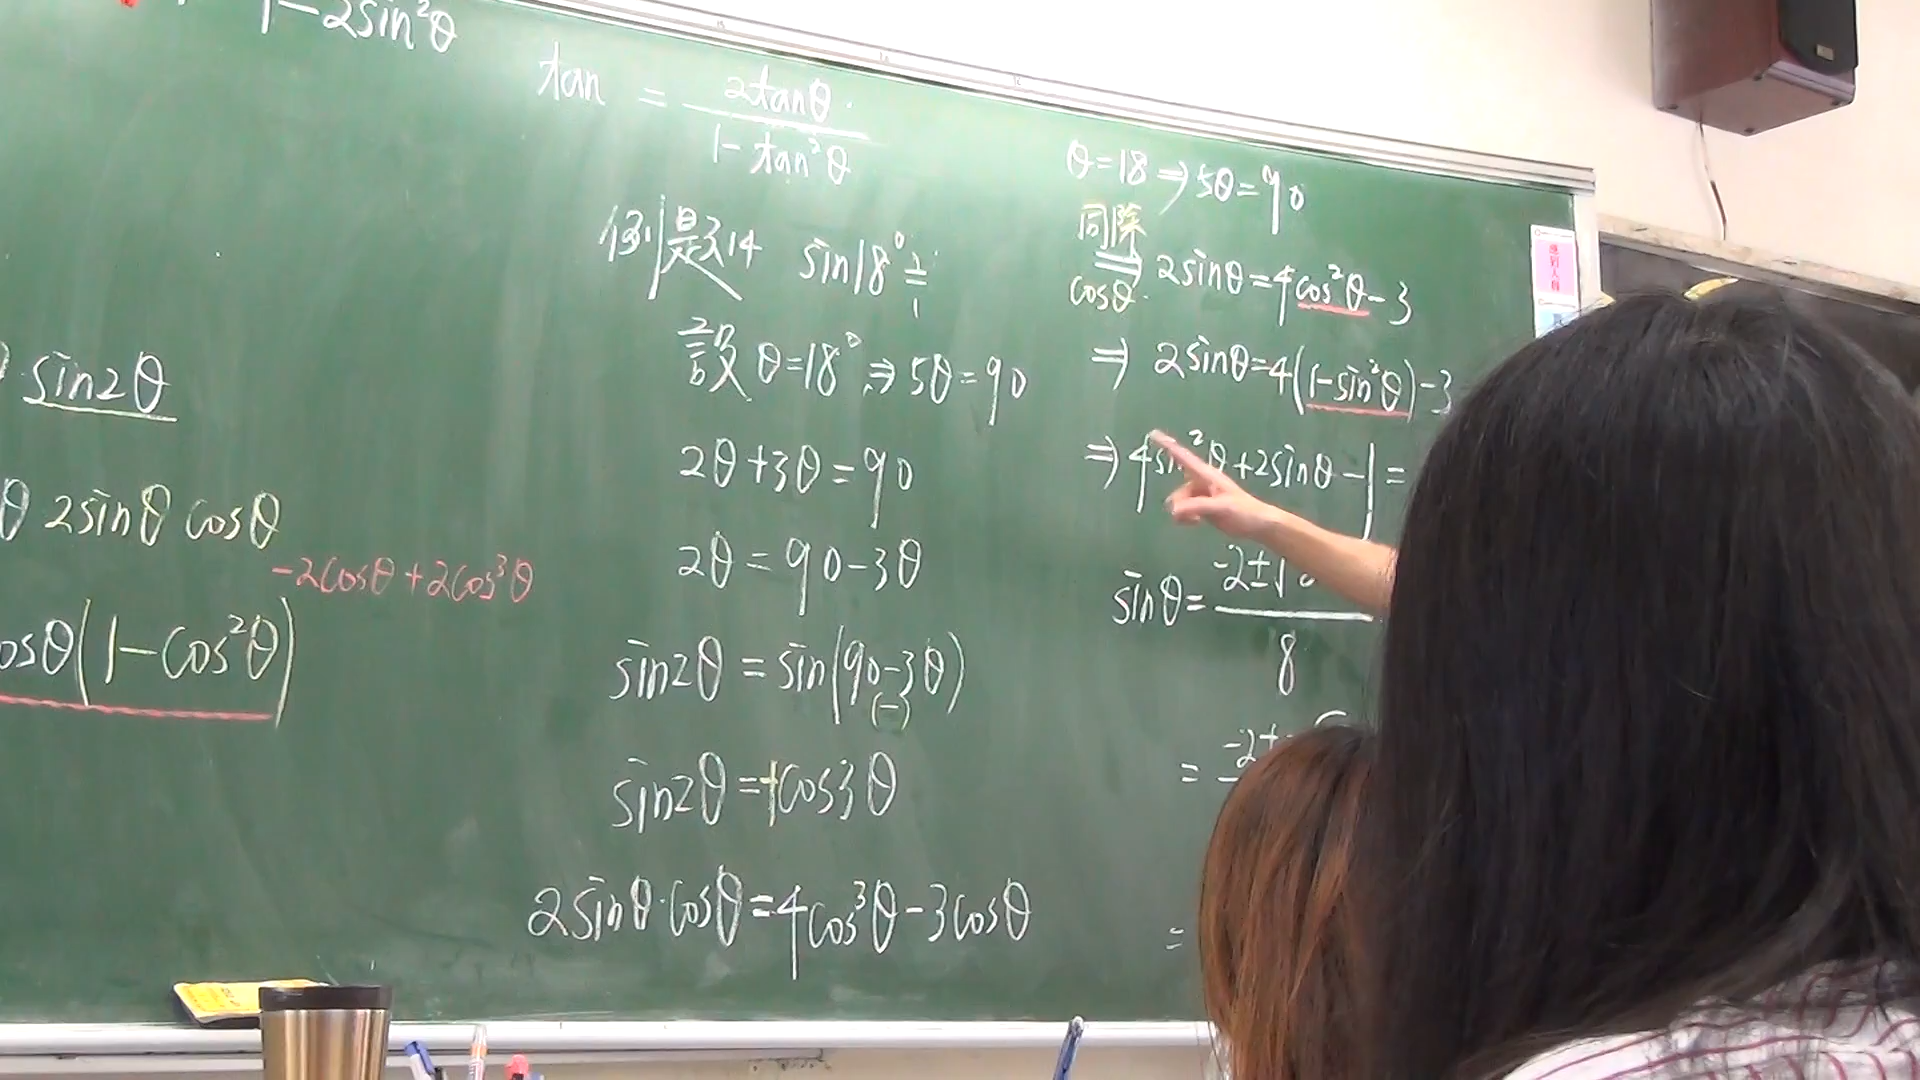 1-2sin²θ
tan = 2tanθ / 1-tan²θ
sin2θ
θ 2sinθ cosθ
-2cosθ+2cos³θ
osθ(1-cos²θ)
例題14 sin18°
設 θ=18° ⇒ 5θ=90
2θ+3θ=90
2θ=90-3θ
sin2θ=sin(90-3θ)
(-)
sin2θ=+cos3θ
2sinθ·cosθ=4cos³θ-3cosθ
θ=18 ⇒ 5θ=90
同除
cosθ
⇒ 2sinθ=4cos²θ-3
⇒ 2sinθ=4(1-sin²θ)-3
⇒ 4sin²θ+2sinθ-1=
sinθ= -2±√ / 8
= -2±
=